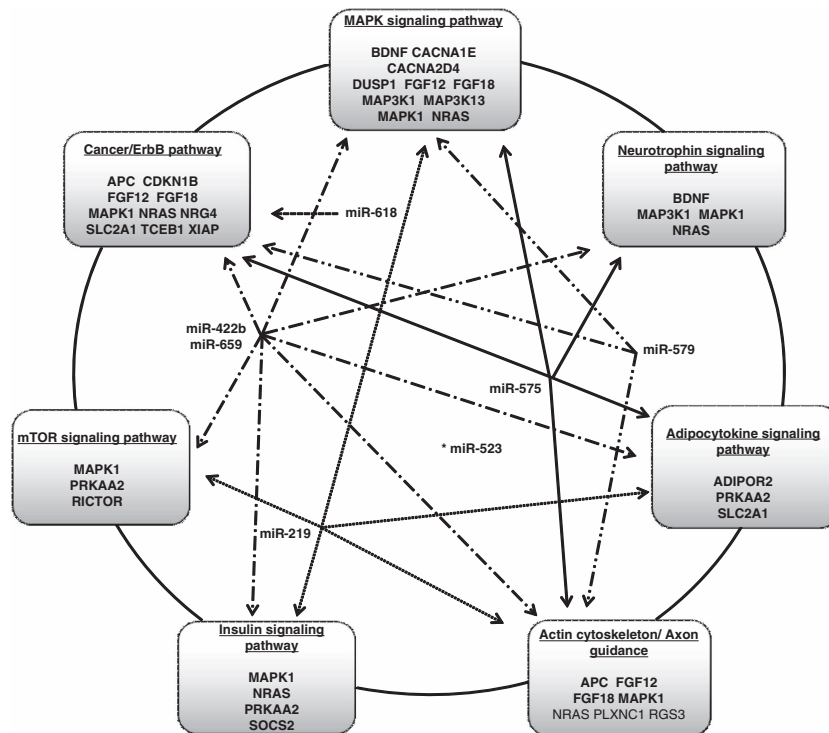 MAPK signaling pathway
BDNF CACNA1E
CACNA2D4
DUSP1 FGF12 FGF18
MAP3K1 MAP3K13
MAPK1 NRAS
Cancer/ErbB pathway
APC CDKN1B
FGF12 FGF18
MAPK1 NRAS NRG4
SLC2A1 TCEB1 XIAP
Neurotrophin signaling
pathway
BDNF
MAP3K1 MAPK1
NRAS
miR-618
miR-422b
miR-659
miR-579
miR-575
* miR-523
miR-219
mTOR signaling pathway
MAPK1
PRKAA2
RICTOR
Adipocytokine signaling
pathway
ADIPOR2
PRKAA2
SLC2A1
Insulin signaling
pathway
MAPK1
NRAS
PRKAA2
SOCS2
Actin cytoskeleton/ Axon
guidance
APC FGF12
FGF18 MAPK1
NRAS PLXNC1 RGS3